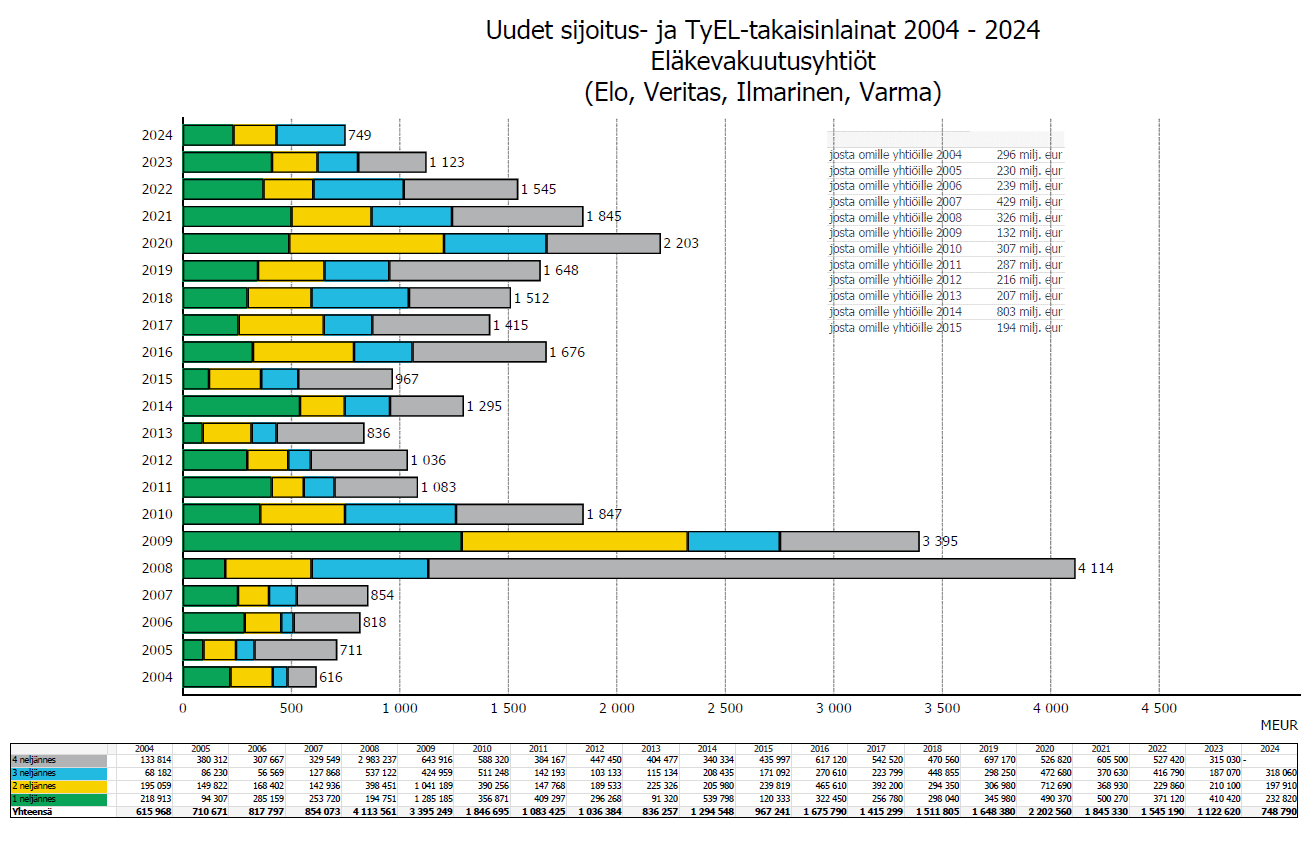 Uudet sijoitus- ja TyEL-takaisinlainat 2004 - 2024
Eläkevakuutusyhtiöt
(Elo, Veritas, Ilmarinen, Varma)
2024 749
2023 1 123
2022 1 545
2021 1 845
2020 2 203
2019 1 648
2018 1 512
2017 1 415
2016 1 676
2015 967
2014 1 295
2013 836
2012 1 036
2011 1 083
2010 1 847
2009 3 395
2008 4 114
2007 854
2006 818
2005 711
2004 616
josta omille yhtiöille 2004 296 milj. eur
josta omille yhtiöille 2005 230 milj. eur
josta omille yhtiöille 2006 239 milj. eur
josta omille yhtiöille 2007 429 milj. eur
josta omille yhtiöille 2008 326 milj. eur
josta omille yhtiöille 2009 132 milj. eur
josta omille yhtiöille 2010 307 milj. eur
josta omille yhtiöille 2011 287 milj. eur
josta omille yhtiöille 2012 216 milj. eur
josta omille yhtiöille 2013 207 milj. eur
josta omille yhtiöille 2014 803 milj. eur
josta omille yhtiöille 2015 194 milj. eur
0 500 1 000 1 500 2 000 2 500 3 000 3 500 4 000 4 500
MEUR
2004 2005 2006 2007 2008 2009 2010 2011 2012 2013 2014 2015 2016 2017 2018 2019 2020 2021 2022 2023 2024
4 neljännes 133 814 380 312 307 667 329 549 2 983 237 643 916 588 320 384 167 447 450 404 477 340 334 435 997 617 120 542 520 470 560 697 170 526 820 605 500 527 420 315 030 -
3 neljännes 68 182 86 230 56 569 127 868 537 122 424 959 511 248 142 193 103 133 115 134 208 435 171 092 270 610 223 799 448 855 298 250 472 680 370 630 416 790 187 070 318 060
2 neljännes 195 059 149 822 168 402 142 936 398 451 1 041 189 390 256 147 768 189 533 225 326 205 980 239 819 465 610 392 200 294 350 306 980 712 690 368 930 229 860 210 100 197 910
1 neljännes 218 913 94 307 285 159 253 720 194 751 1 285 185 356 871 409 297 296 268 91 320 539 798 120 333 322 450 256 780 298 040 345 980 490 370 500 270 371 120 410 420 232 820
Yhteensä 615 968 710 671 817 797 854 073 4 113 561 3 395 249 1 846 695 1 083 425 1 036 384 836 257 1 294 548 967 241 1 675 790 1 415 299 1 511 805 1 648 380 2 202 560 1 845 330 1 545 190 1 122 620 748 790